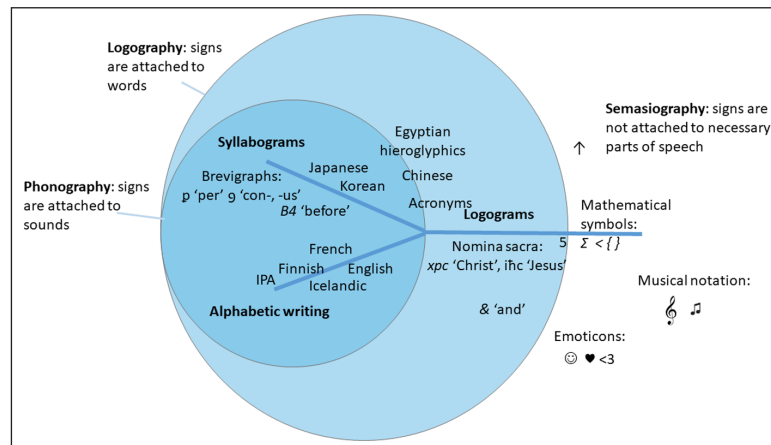 Logography: signs
are attached to
words
Phonography: signs
are attached to
sounds
Syllabograms
Brevigraphs:
ꝑ ‘per’ ꝯ ‘con-, -us’
Japanese
Korean
B4 ‘before’
French
Finnish
English
IPA
Icelandic
Alphabetic writing
Egyptian
hieroglyphics
Chinese
Acronyms
Logograms
Nomina sacra:
xpc ‘Christ’, iħc ‘Jesus’
5
& ‘and’
Semasiography: signs are
not attached to necessary
parts of speech
↑
Mathematical
symbols:
Σ < { }
Musical notation:
𝄞 ♫
Emoticons:
☺ ♥ <3